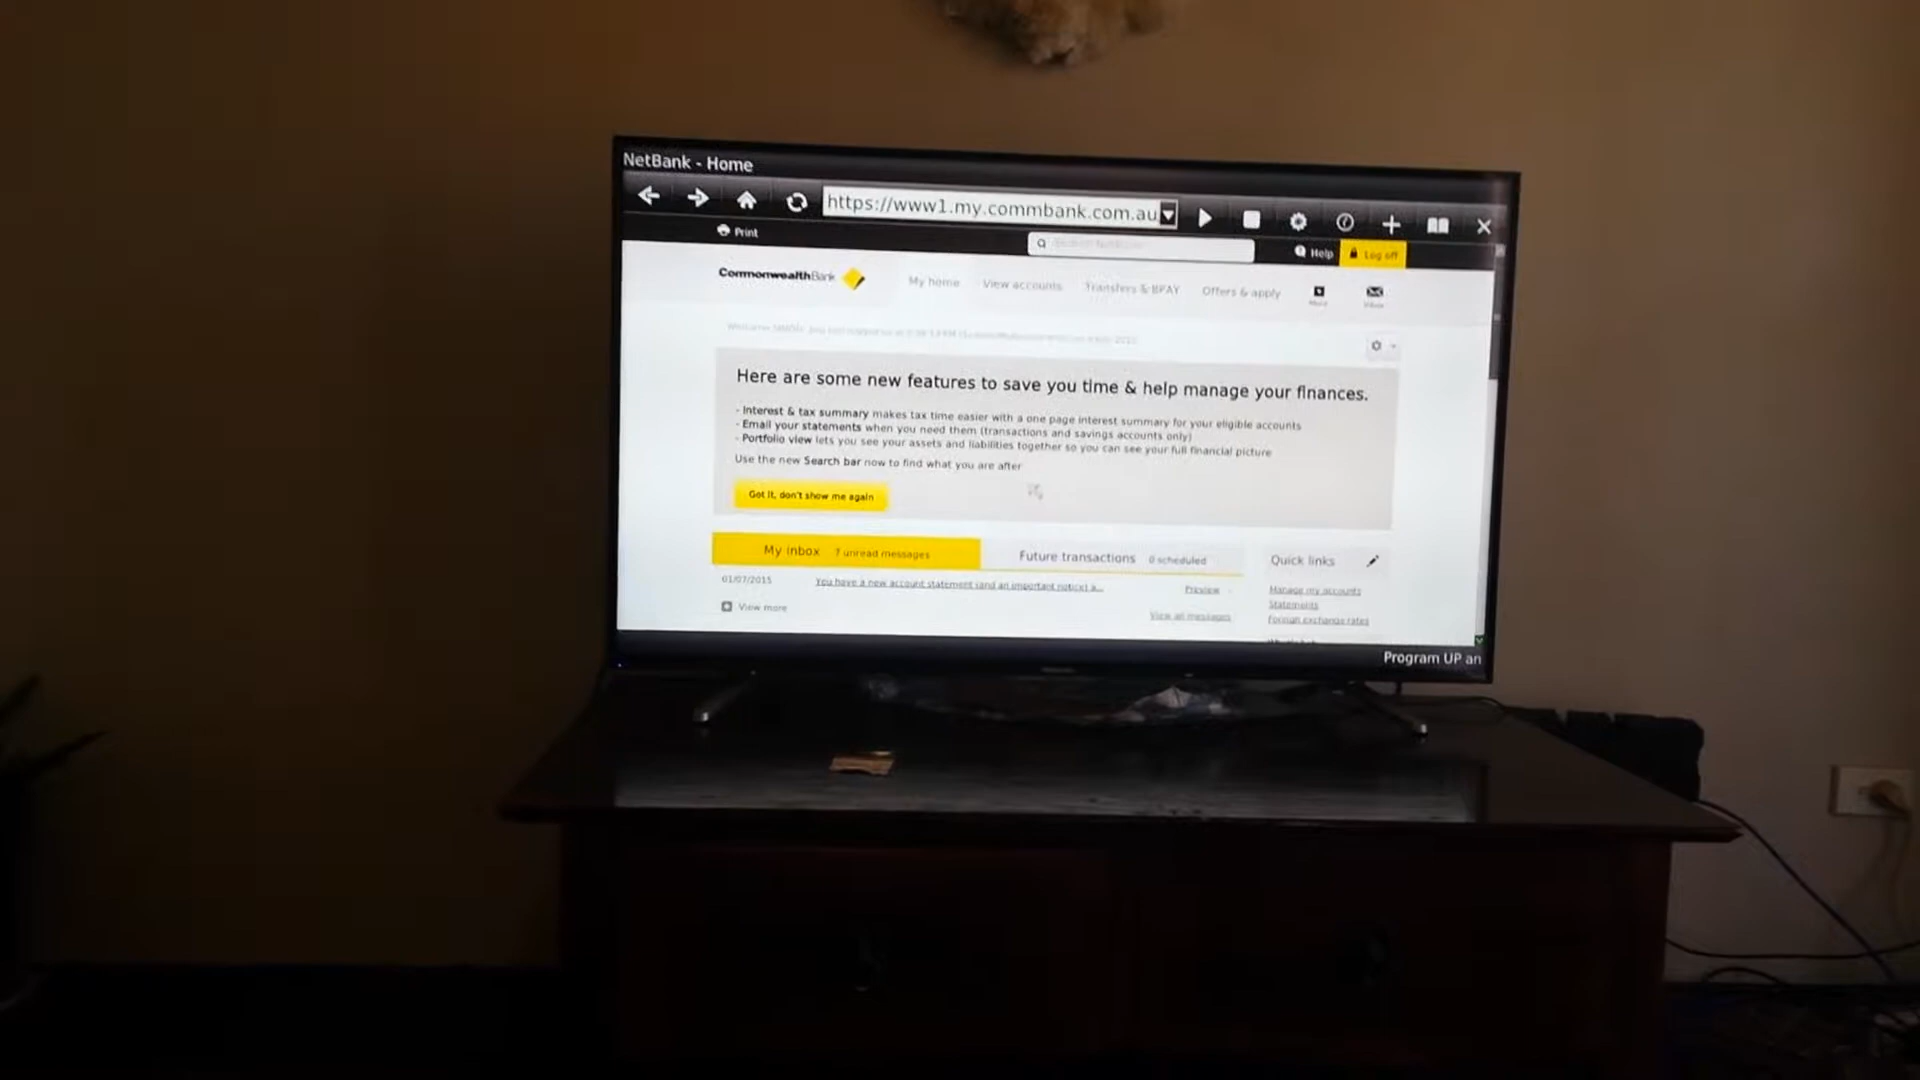 NetBank - Home
https://www1.my.commbank.com.au
Print
Help
Log off
CommonwealthBank
My home
View accounts
Transfers & BPAY
Offers & apply
Here are some new features to save you time & help manage your finances.
- Interest & tax summary makes tax time easier with a one page interest summary for your eligible accounts
- Email your statements when you need them (transactions and savings accounts only)
- Portfolio view lets you see your assets and liabilities together so you can see your full financial picture
Use the new Search bar now to find what you are after
Got it, don't show me again
My inbox 7 unread messages
Future transactions 0 scheduled
Quick links
01/07/2015 You have a new account statement (and an important notice) a... Preview
View more
View all messages
Manage my accounts
Statements
Foreign exchange rates
Program UP an